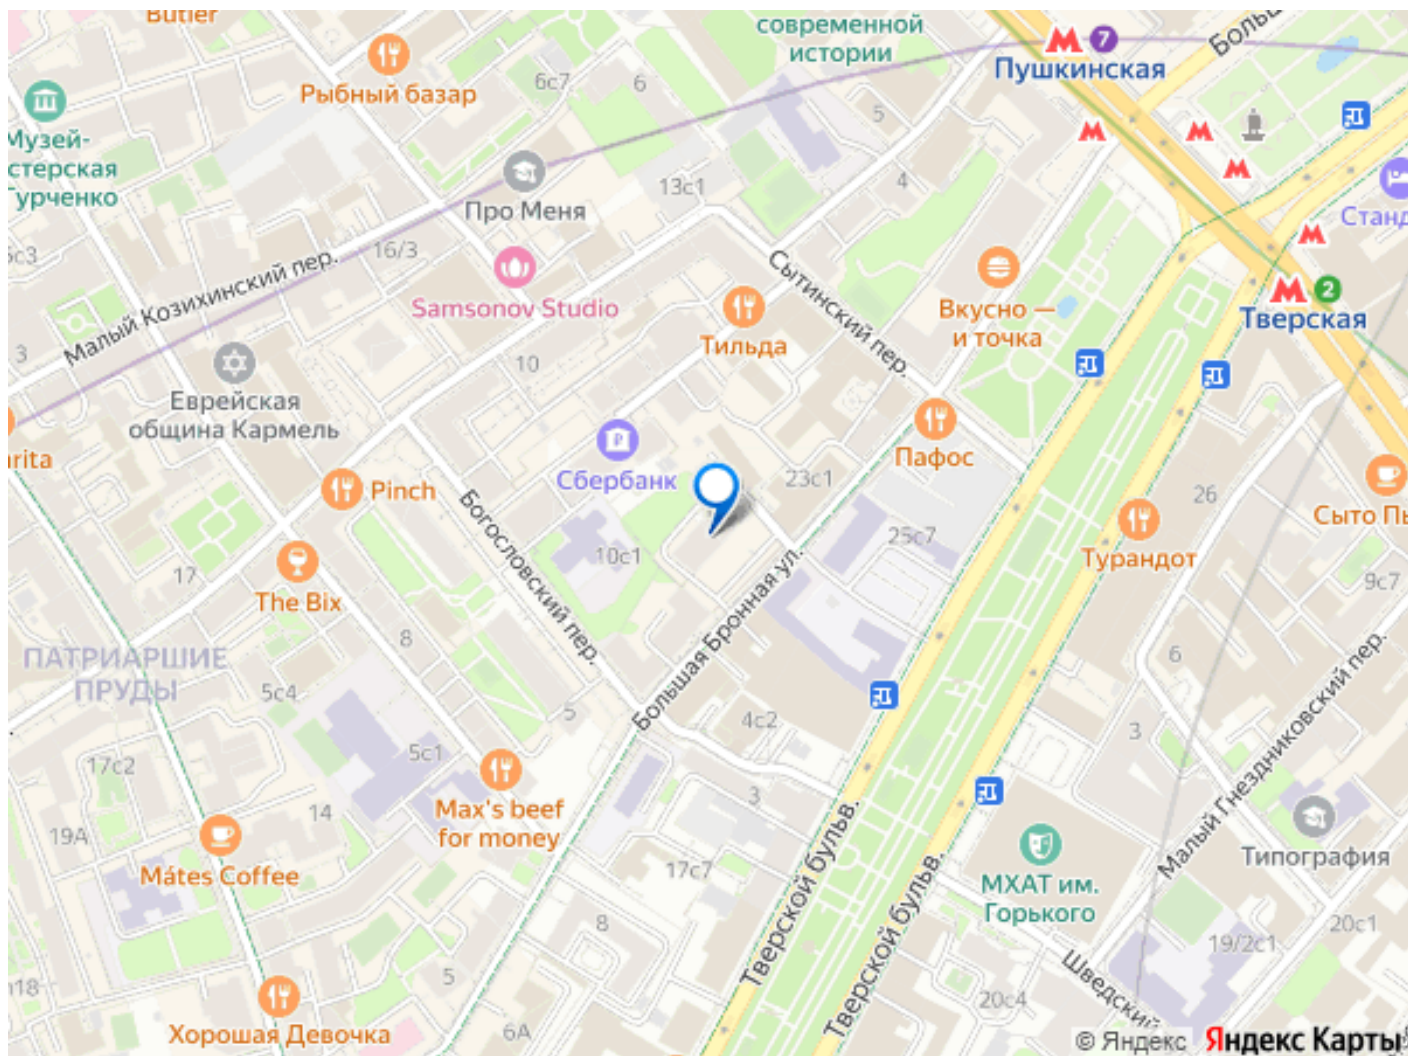 Butler
современной
истории
7
Пушкинская
Рыбный базар
6с7
6
5
Музей-
стерская
Гурченко
Про Меня
13с1
4
Станд
16/3
Малый Козихинский пер.
Samsonov Studio
Сытинский пер.
Вкусно —
и точка
2
Тверская
3
10
Тильда
Еврейская
община Кармель
Сбербанк
Пафос
arita
Pinch
23с1
26
Сыто Пь
Богословский пер.
10с1
25с7
Турандот
17
The Bix
9с7
Большая Бронная ул.
8
ПАТРИАРШИЕ
ПРУДЫ
5с4
5
4с2
6
3
Малый Гнездниковский пер.
17с2
5с1
14
Max's beef
for money
3
19А
Mátes Coffee
17с7
Тверской бульв.
Тверской бульв.
МХАТ им.
Горького
Типография
8
20с1
19/2с1
5
n18
Хорошая Девочка
6А
20с4
Шведский
© Яндекс
Яндекс Карты